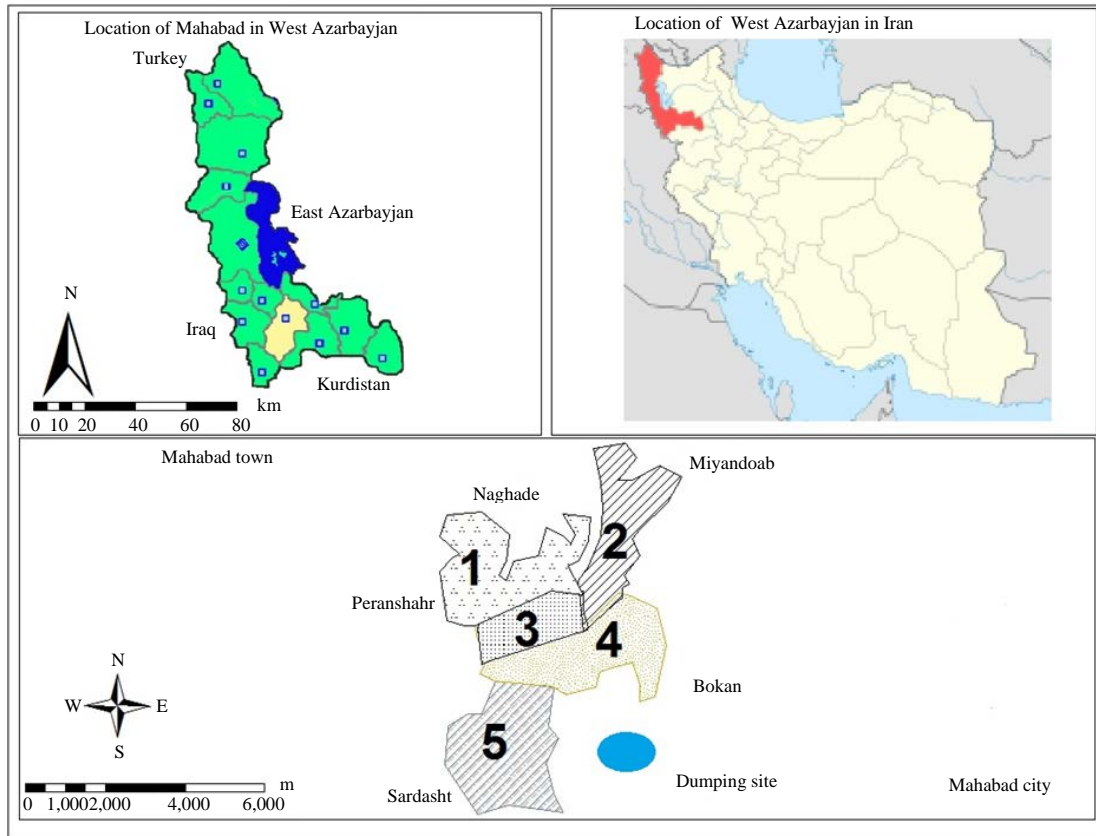 Location of Mahabad in West Azarbayjan
Turkey
East Azarbayjan
N
Iraq
Kurdistan
km
0 10 20 40 60 80
Location of West Azarbayjan in Iran
Mahabad town
Miyandoab
Naghade
2
1
Peranshahr
3
4
N
W E
S
Bokan
5
m
0 1,0002,000 4,000 6,000
Sardasht
Dumping site
Mahabad city